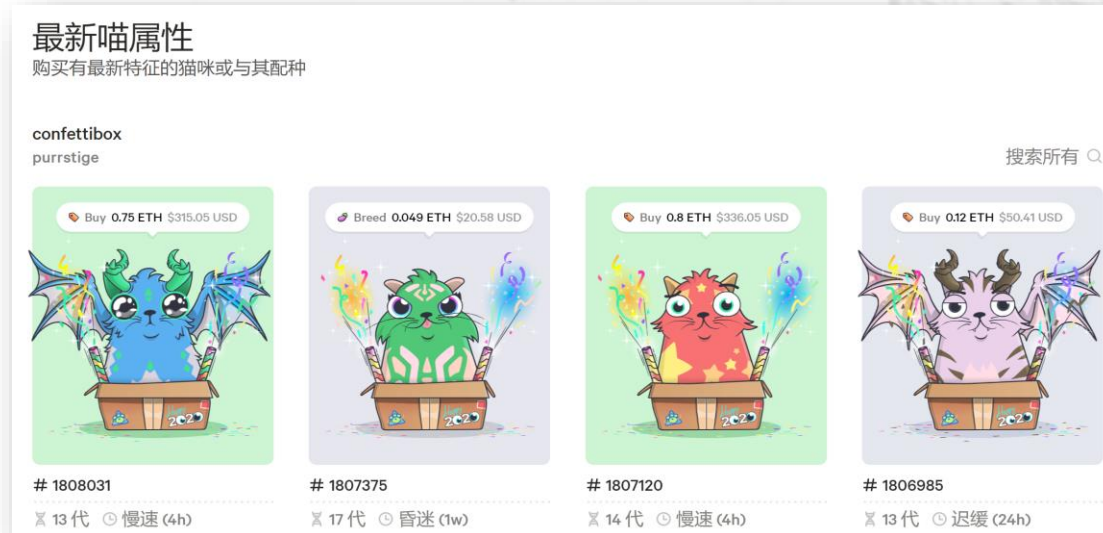 最新喵属性
购买有最新特征的猫咪或与其配种
confettibox
purrstige
搜索所有
Buy 0.75 ETH $315.05 USD
Breed 0.049 ETH $20.58 USD
Buy 0.8 ETH $336.05 USD
Buy 0.12 ETH $50.41 USD
2020
2020
2020
2020
# 1808031
# 1807375
# 1807120
# 1806985
13 代 慢速 (4h)
17 代 昏迷 (1w)
14 代 慢速 (4h)
13 代 迟缓 (24h)